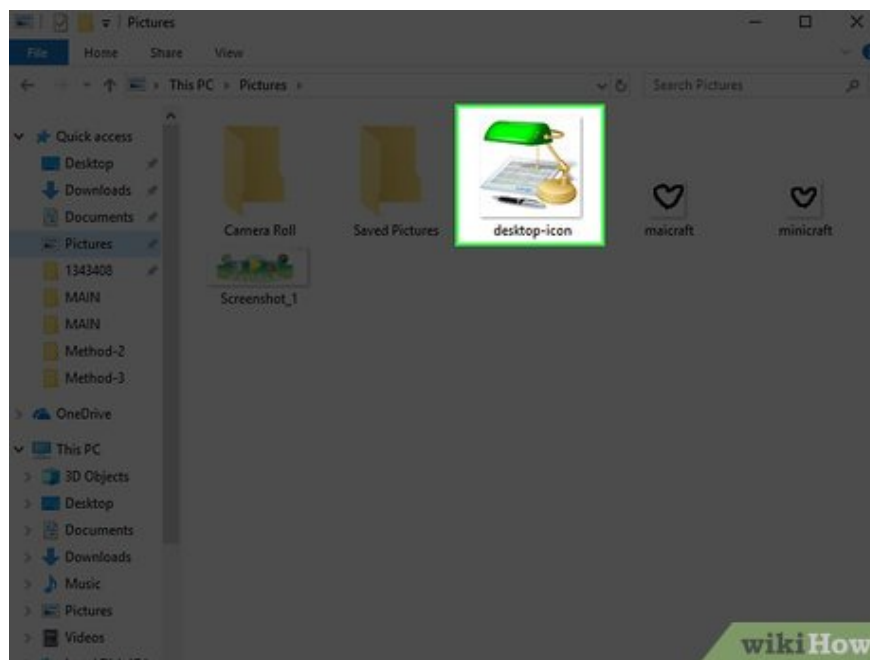 Pictures
File Home Share View
This PC Pictures Search Pictures
Quick access
Desktop
Downloads
Documents
Pictures
1343408
MAIN
MAIN
Method-2
Method-3
OneDrive
This PC
3D Objects
Desktop
Documents
Downloads
Music
Pictures
Videos
Camera Roll Saved Pictures desktop-icon maicraft minicraft
Screenshot_1
wikiHow